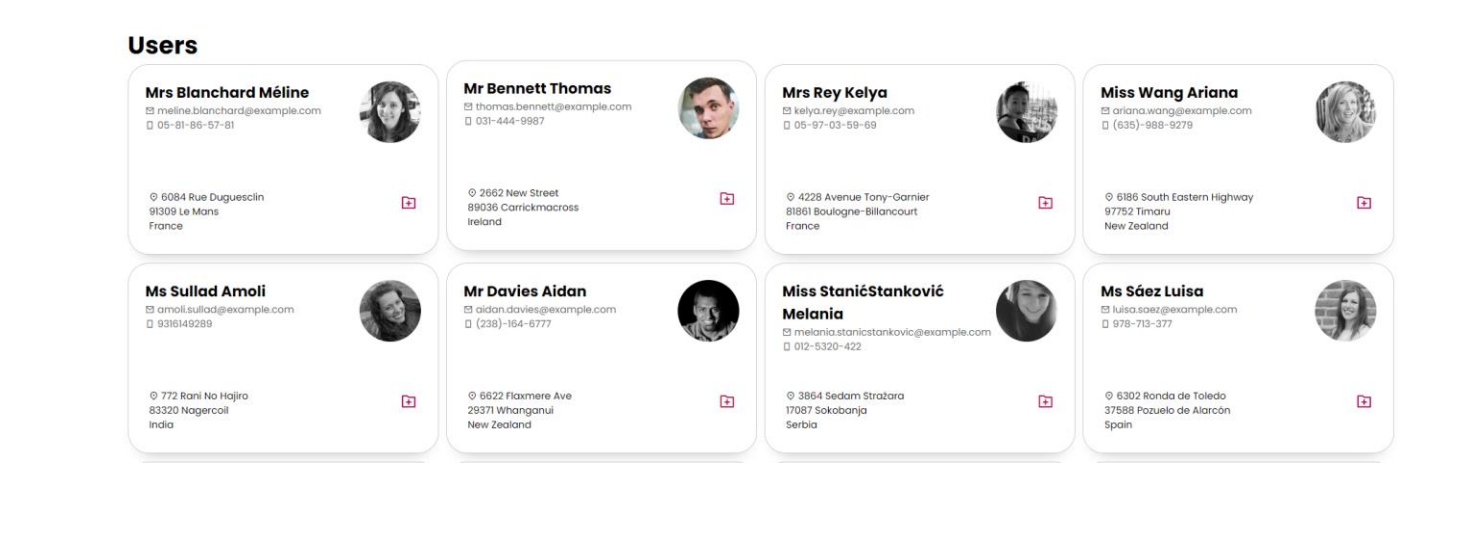 Users
Mrs Blanchard Méline
meline.blanchard@example.com
05-81-86-57-81
6084 Rue Duguesclin
91309 Le Mans
France
Mr Bennett Thomas
thomas.bennett@example.com
031-444-9987
2662 New Street
89036 Carrickmacross
Ireland
Mrs Rey Kelya
kelya.rey@example.com
05-97-03-59-69
4228 Avenue Tony-Garnier
81861 Boulogne-Billancourt
France
Miss Wang Ariana
ariana.wang@example.com
(635)-988-9279
6186 South Eastern Highway
97752 Timaru
New Zealand
Ms Sullad Amoli
amoli.sullad@example.com
9316149289
772 Rani No Hajiro
83320 Nagercoil
India
Mr Davies Aidan
aidan.davies@example.com
(238)-164-6777
6622 Flaxmere Ave
29371 Whanganui
New Zealand
Miss StanićStanković
Melania
melania.stanicstankovic@example.com
012-5320-422
3864 Sedam Stražara
17087 Sokobanja
Serbia
Ms Sáez Luisa
luisa.saez@example.com
978-713-377
6302 Ronda de Toledo
37588 Pozuelo de Alarcón
Spain